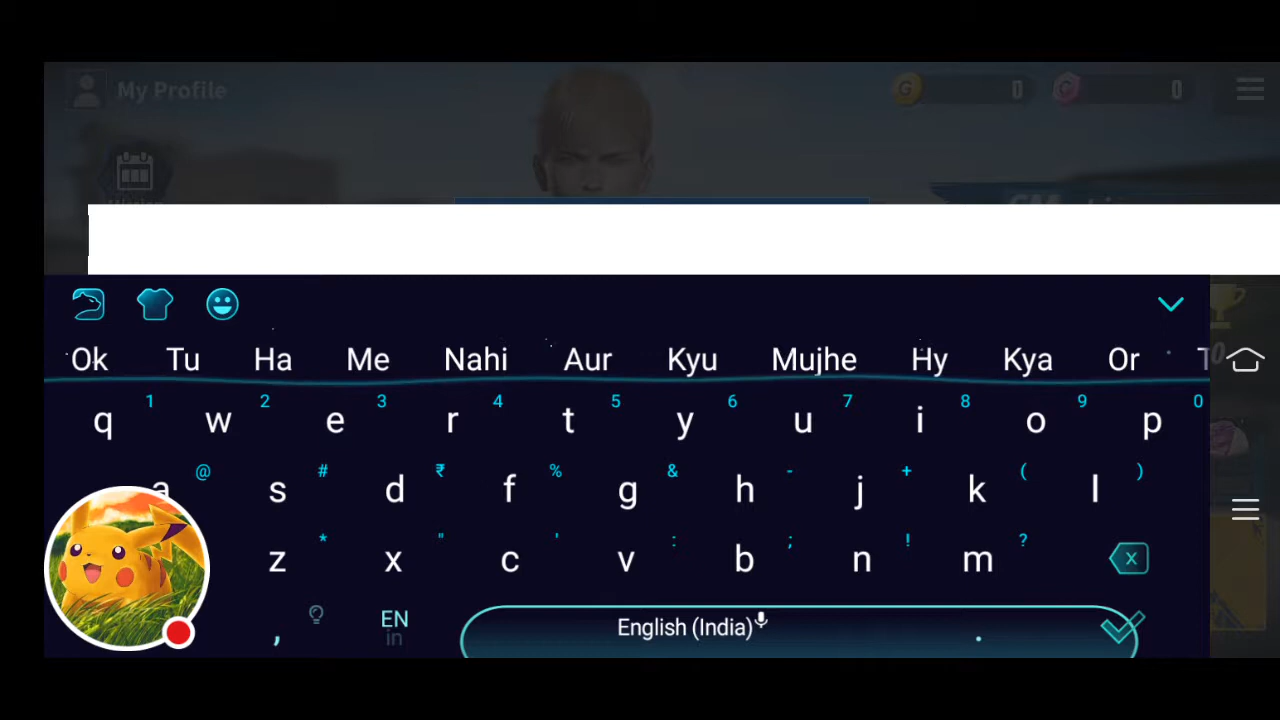 My Profile 0 0
Ok Tu Ha Me Nahi Aur Kyu Mujhe Hy Kya Or
1 2 3 4 5 6 7 8 9 0
q w e r t y u i o p
@ # ₹ % & - + ( )
a s d f g h j k l
* " ' : ; ! ?
z x c v b n m x
, EN English (India) .
in